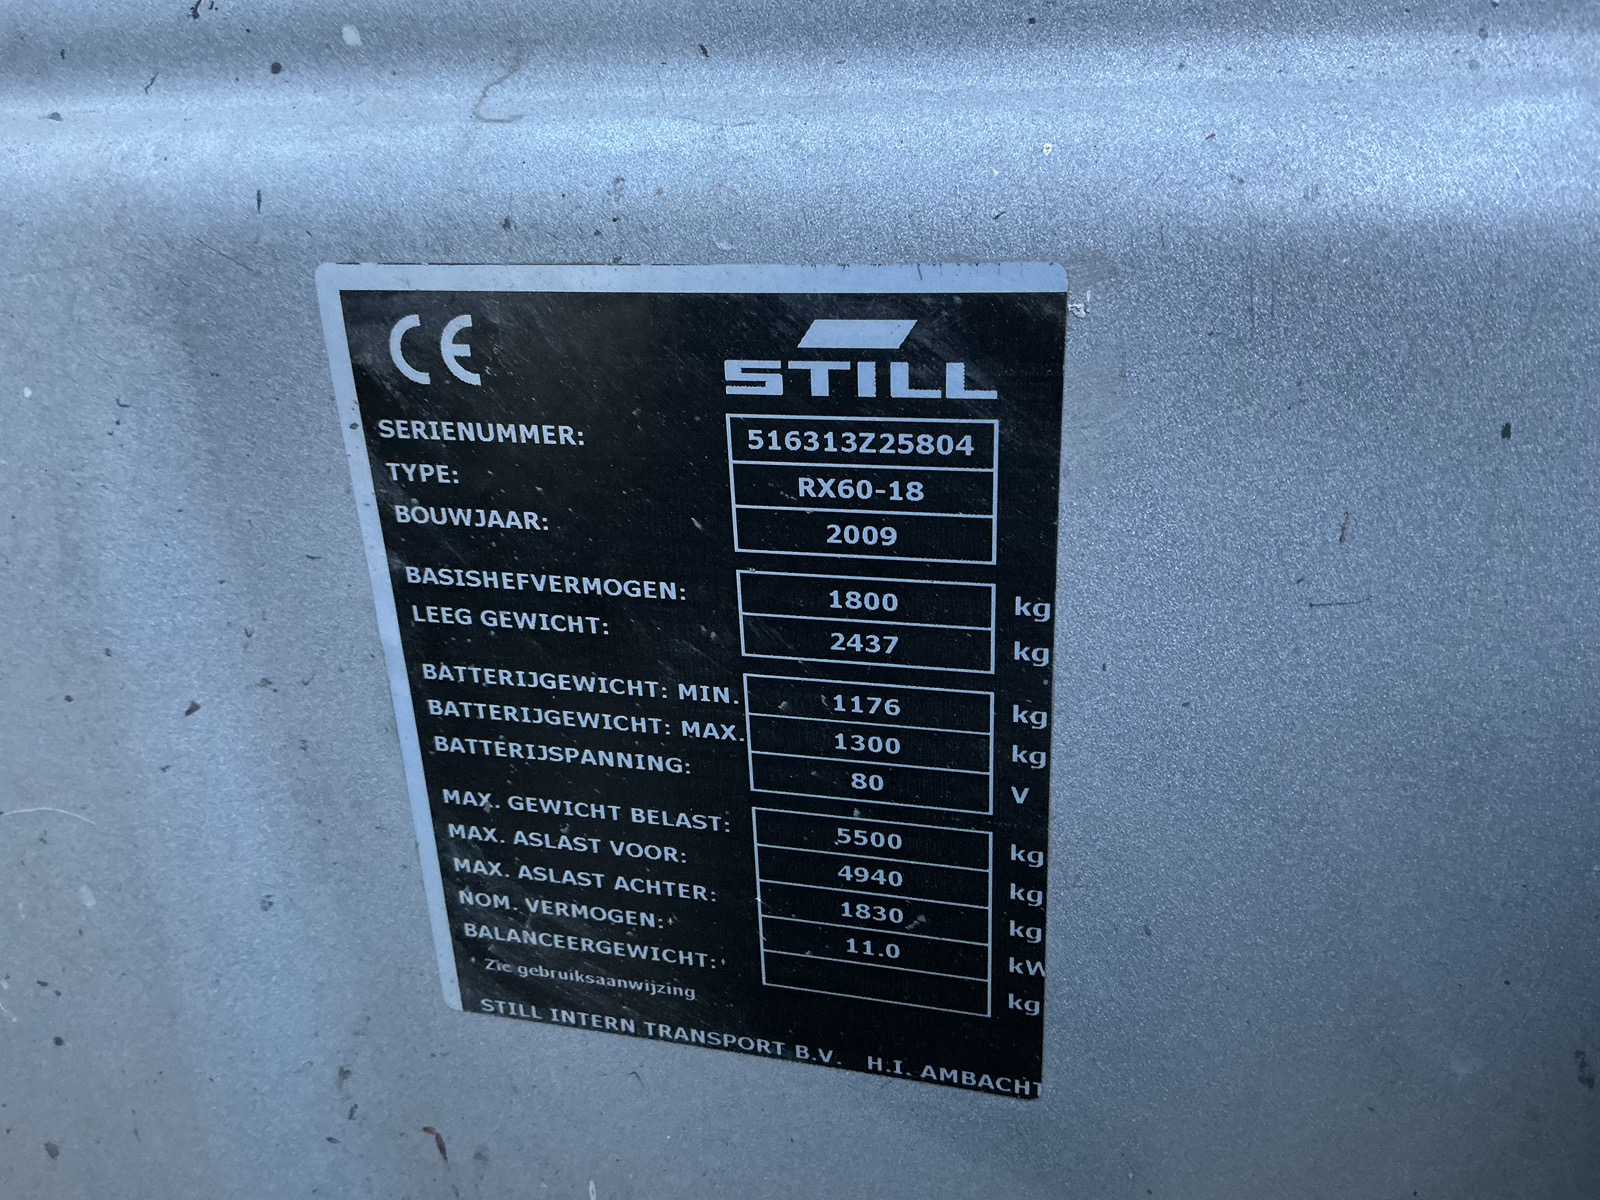 CE
STILL
SERIENUMMER: 516313Z25804
TYPE: RX60-18
BOUWJAAR: 2009
BASISHEFVERMOGEN: 1800 kg
LEEG GEWICHT: 2437 kg
BATTERIJGEWICHT: MIN. 1176 kg
BATTERIJGEWICHT: MAX. 1300 kg
BATTERIJSPANNING: 80 V
MAX. GEWICHT BELAST: 5500 kg
MAX. ASLAST VOOR: 4940 kg
MAX. ASLAST ACHTER: 1830 kg
NOM. VERMOGEN:' 11.0 kW
BALANCEERGEWICHT:' kg
' Zie gebruiksaanwijzing
STILL INTERN TRANSPORT B.V. H.I. AMBACHT